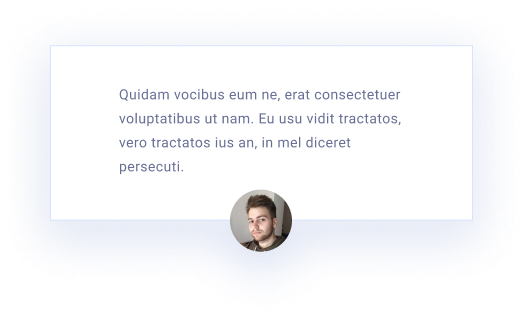 Quidam vocibus eum ne, erat consectetuer
voluptatibus ut nam. Eu usu vidit tractatos,
vero tractatos ius an, in mel diceret
persecuti.